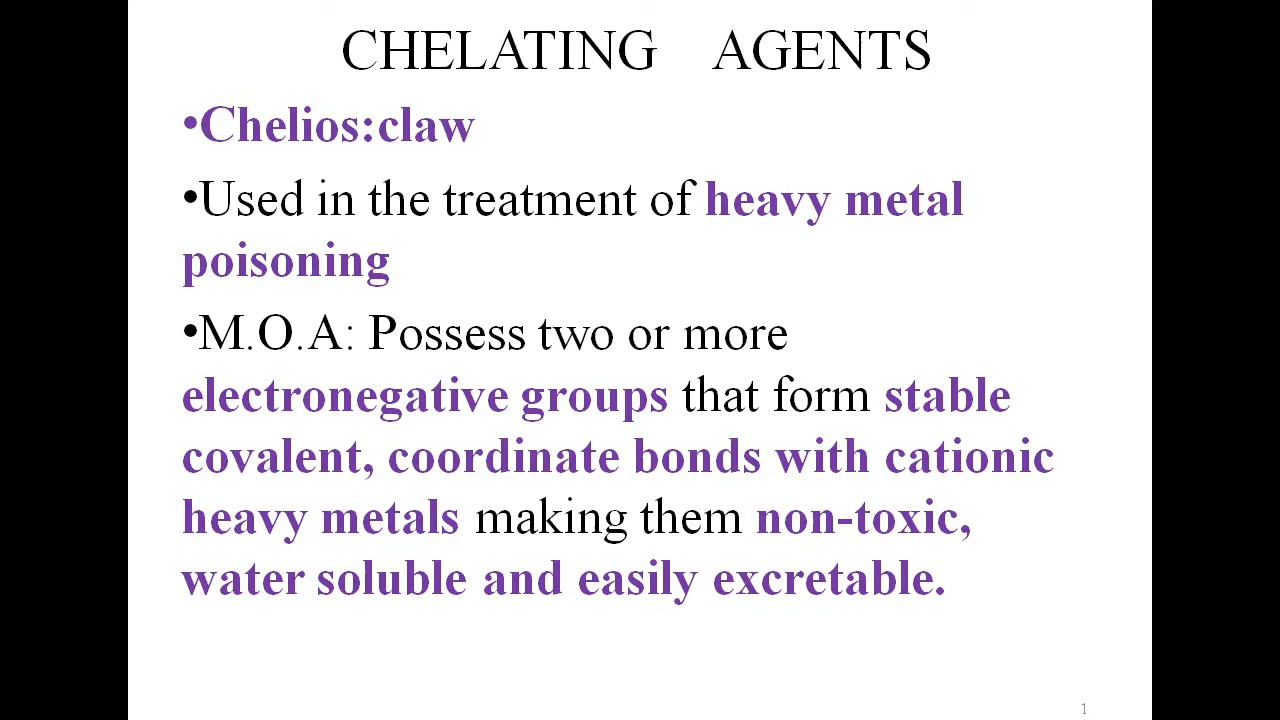 CHELATING AGENTS
•Chelios:claw
•Used in the treatment of heavy metal
poisoning
•M.O.A: Possess two or more
electronegative groups that form stable
covalent, coordinate bonds with cationic
heavy metals making them non-toxic,
water soluble and easily excretable.
1